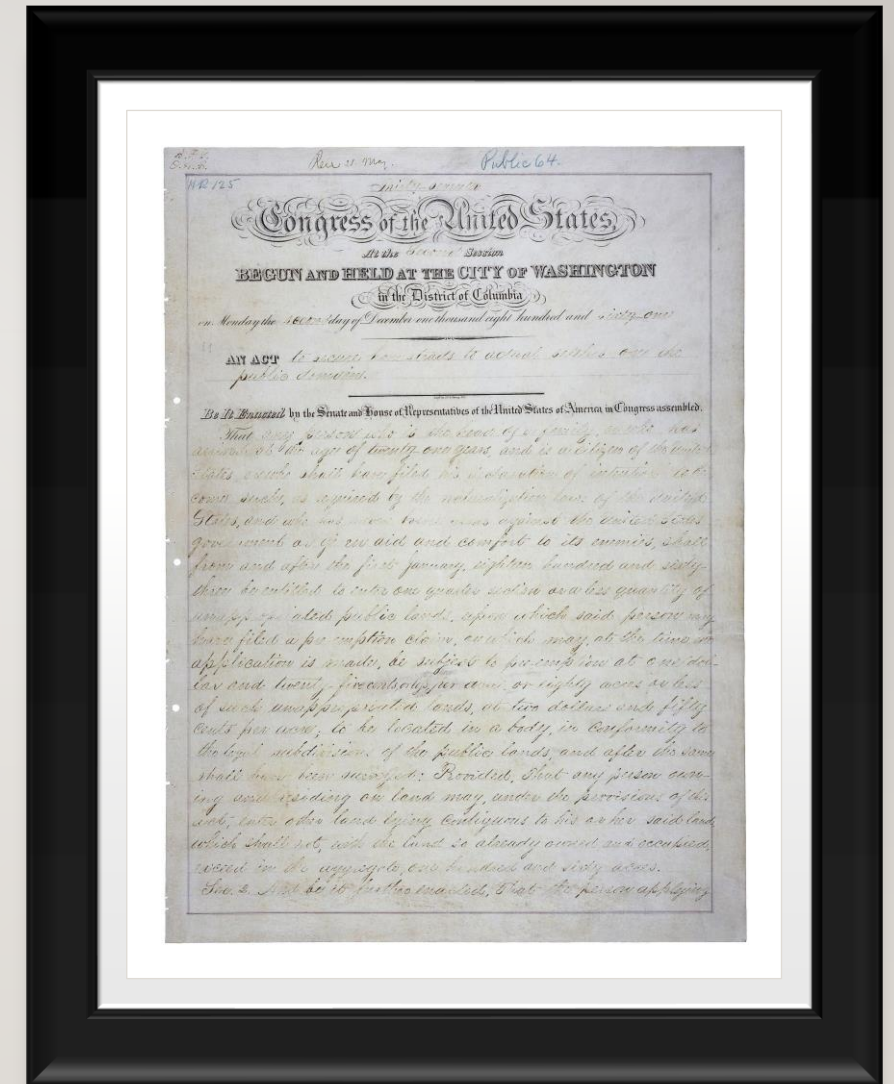 Public 64.
HR 125
Thirty-seventh
Congress of the United States,
At the Second Session
BEGUN AND HELD AT THE CITY OF WASHINGTON
in the District of Columbia
on Monday the second day of December one thousand eight hundred and sixty-one
AN ACT to secure homesteads to actual settlers on the
public domain.
Be It Enacted by the Senate and House of Representatives of the United States of America in Congress assembled,
That any person who is the head of a family, or who has
arrived at the age of twenty one years, and is a citizen of the United
States, or who shall have filed his declaration of intention to be-
come such, as required by the naturalization laws of the United
States, and who has never borne arms against the United States
government or given aid and comfort to its enemies, shall
from and after the first January, eighteen hundred and sixty-
three be entitled to enter one quarter section or a less quantity of
unappropriated public lands, upon which said person may
have filed a pre emption claim, or which may, at the time
application is made, be subject to pre-emption at one dol-
lar and twenty-five cents or less, per acre; or eighty acres or less
of such unappropriated lands, at two dollars and fifty
cents per acre; to be located in a body, in conformity to
the legal subdivisions of the public lands, and after the same
shall have been surveyed: Provided, That any person own-
ing and residing on land may, under the provisions of this
act, enter other land lying contiguous to his or her said land,
which shall not, with the land so already owned and occupied,
exceed in the aggregate one hundred and sixty acres.
Sec. 2. And be it further enacted, That the person applying